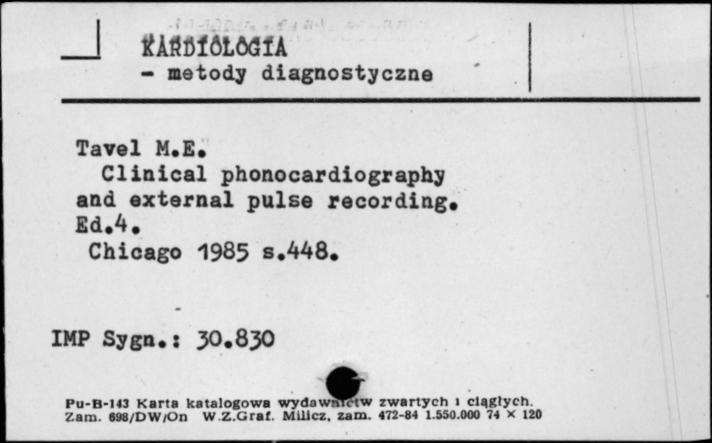 KARDIOLOGIA
- metody diagnostyczne
Tavel M.E.
Clinical phonocardiography
and external pulse recording.
Ed.4.
Chicago 1985 s.448.
IMP Sygn.: 30.830
Pu-B-143 Karta katalogowa wydawnictw zwartych i ciągłych.
Zam. 698/DW/On W.Z.Graf. Milicz, zam. 472-84 1.550.000 74 × 120